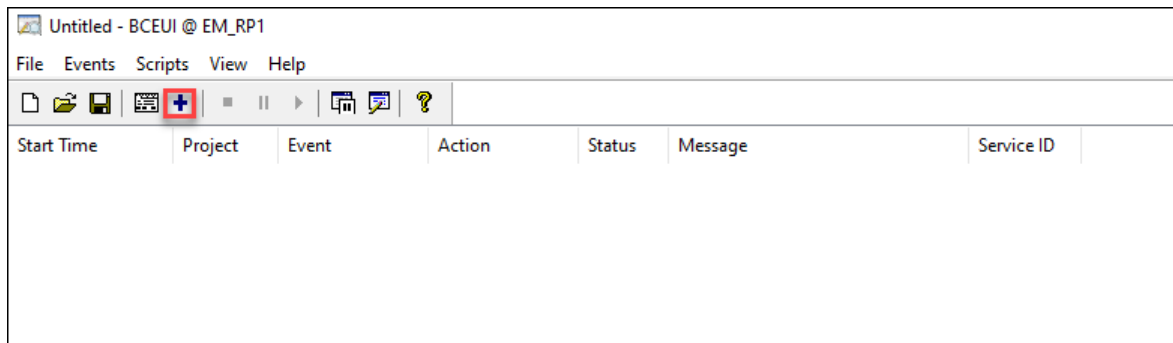 Untitled - BCEUI @ EM_RP1
File Events Scripts View Help
Start Time Project Event Action Status Message Service ID